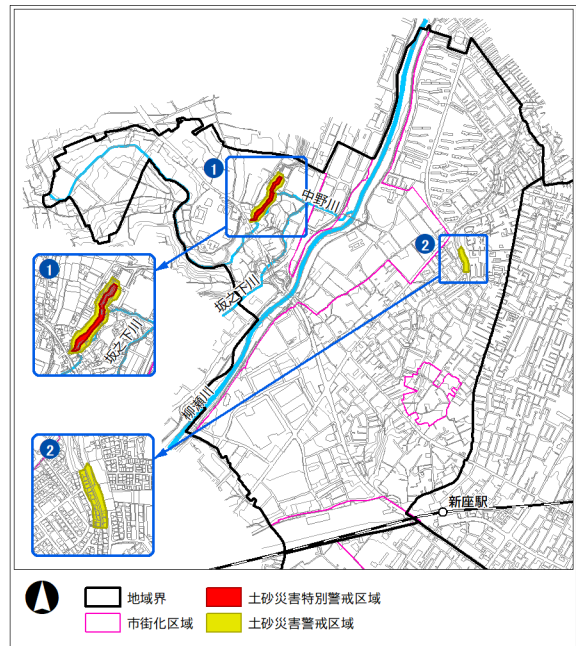 1
中野川
2
1
坂之下川
坂之下川
柳瀬川
2
新座駅
地域界
土砂災害特別警戒区域
市街化区域
土砂災害警戒区域